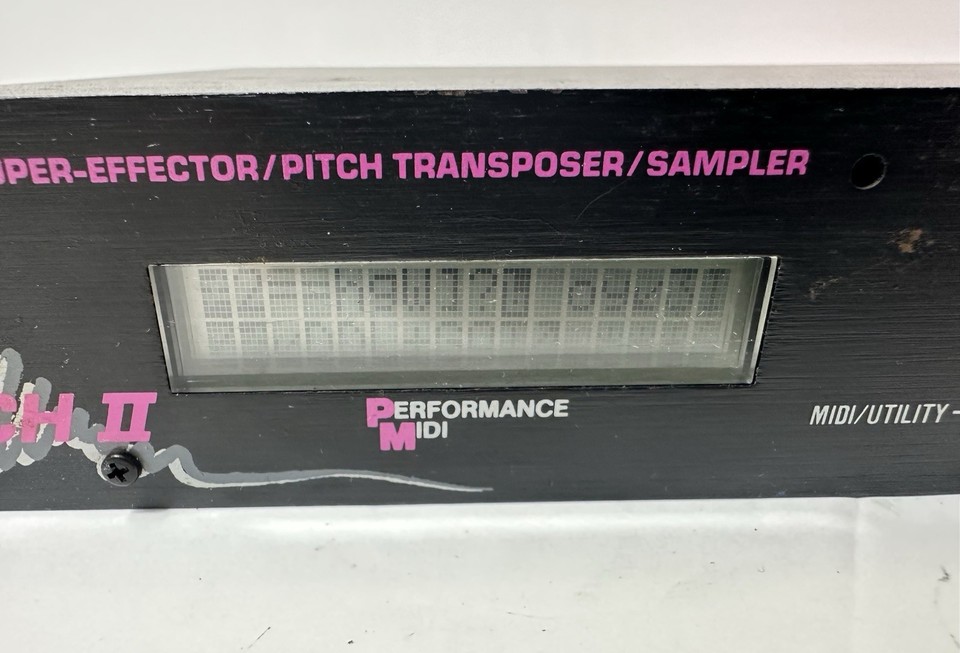 UPER-EFFECTOR/PITCH TRANSPOSER/SAMPLER
CH II
PERFORMANCE
MIDI
MIDI/UTILITY